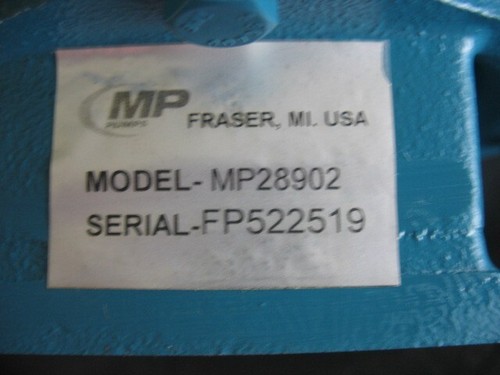 MP
PUMPS
FRASER, MI. USA
MODEL- MP28902
SERIAL-FP522519